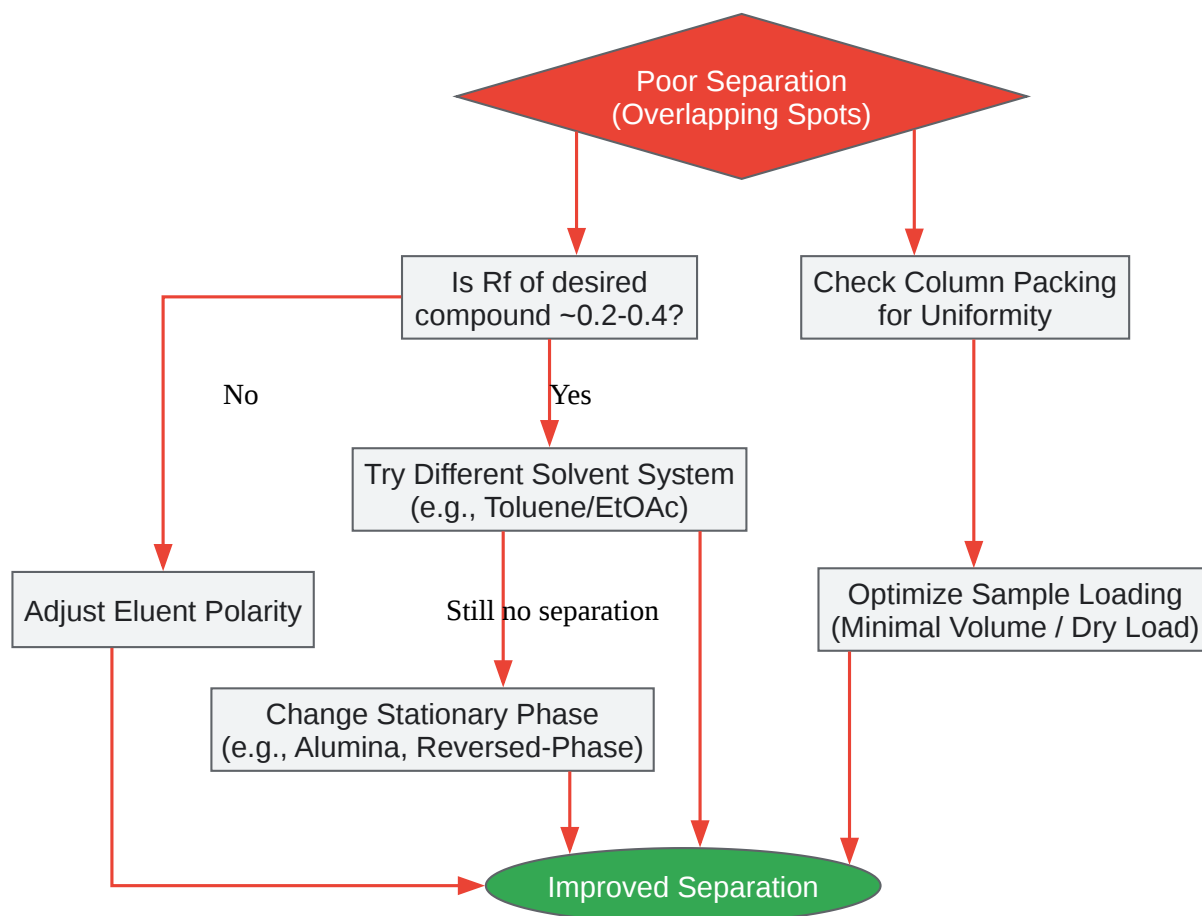 Poor Separation
(Overlapping Spots)
Is Rf of desired
compound ~0.2-0.4?
Check Column Packing
for Uniformity
No
Yes
Try Different Solvent System
(e.g., Toluene/EtOAc)
Adjust Eluent Polarity
Still no separation
Optimize Sample Loading
(Minimal Volume / Dry Load)
Change Stationary Phase
(e.g., Alumina, Reversed-Phase)
Improved Separation